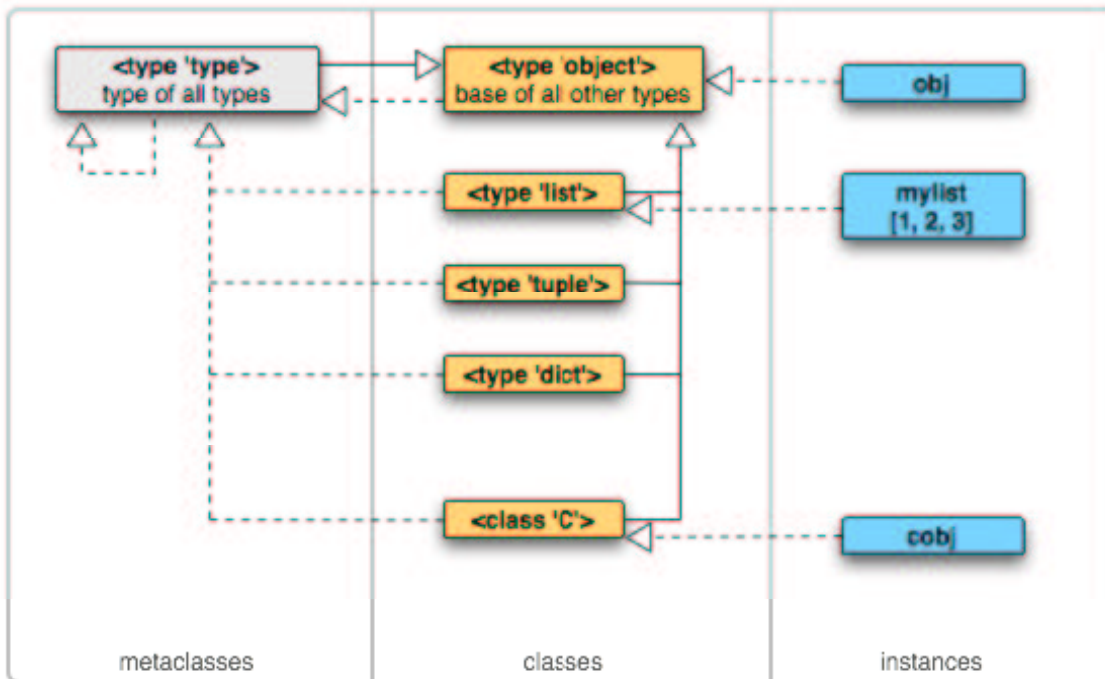 <type 'type'>
type of all types
<type 'object'>
base of all other types
obj
<type 'list'>
mylist
[1, 2, 3]
<type 'tuple'>
<type 'dict'>
<class 'C'>
cobj
metaclasses
classes
instances